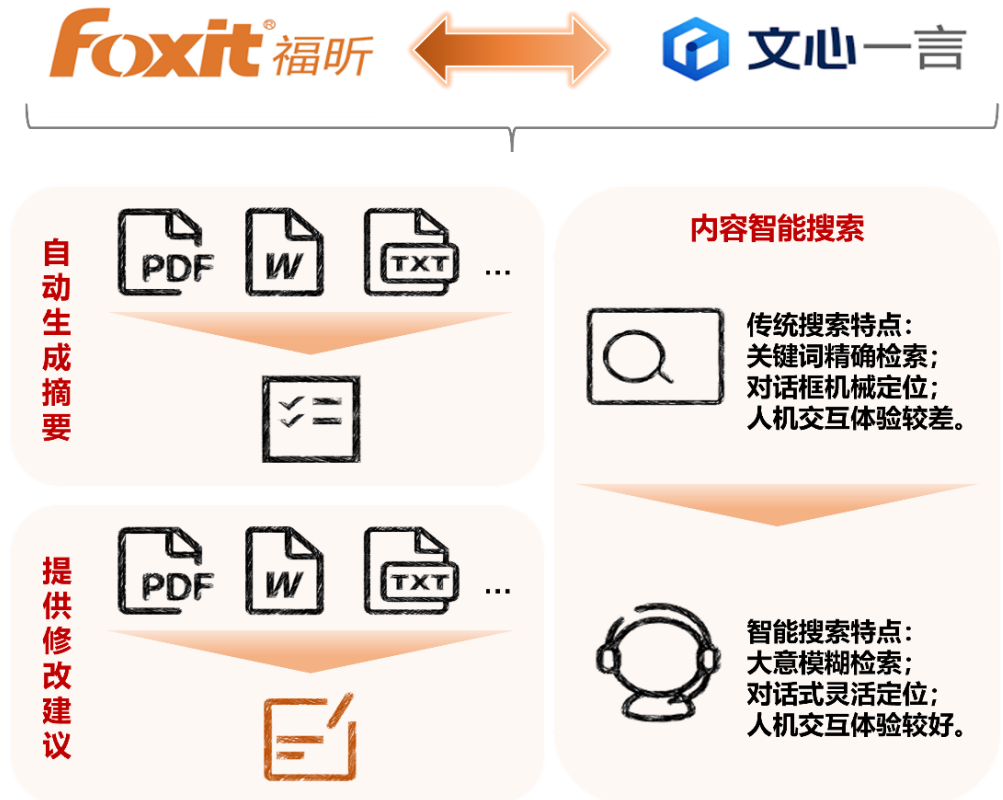 Foxit® 福昕
文心一言
自动生成摘要
PDF
W
TXT
...
提供修改建议
PDF
W
TXT
...
内容智能搜索
传统搜索特点：
关键词精确检索；
对话框机械定位；
人机交互体验较差。
智能搜索特点：
大意模糊检索；
对话式灵活定位；
人机交互体验较好。